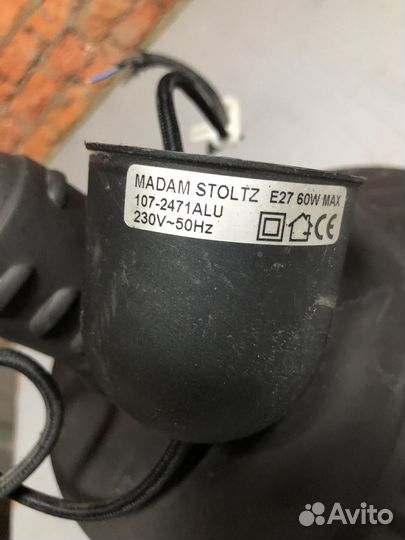 MADAM STOLTZ E27 60W MAX
107-2471ALU
230V~50Hz CE
Avito